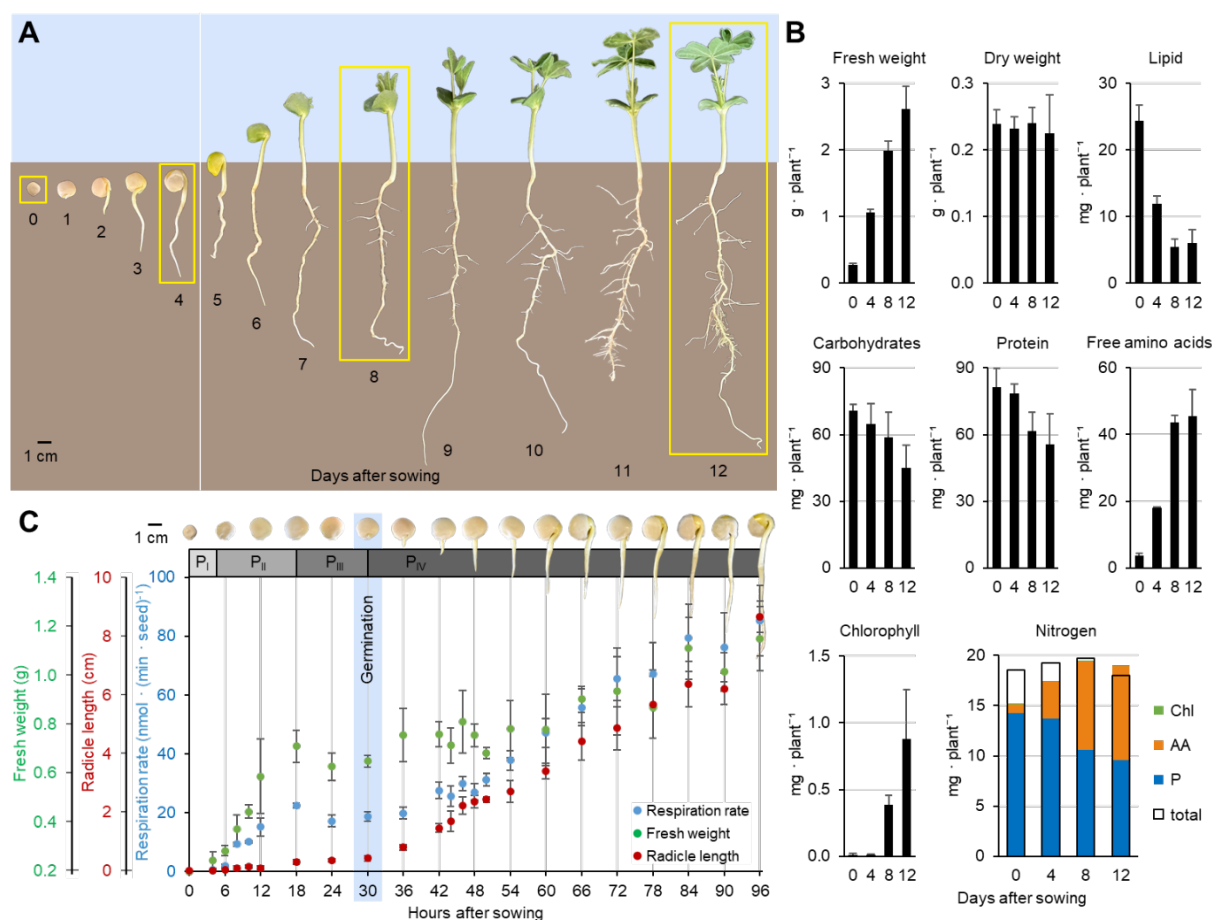 A
0
1
2
3
4
5
6
7
8
9
10
11
12
1 cm
Days after sowing
B
Fresh weight
Dry weight
Lipid
g · plant⁻¹
3
2
1
0
0 4 8 12
g · plant⁻¹
0.3
0.2
0.1
0.0
0 4 8 12
mg · plant⁻¹
30
20
10
0
0 4 8 12
Carbohydrates
Protein
Free amino acids
mg · plant⁻¹
90
60
30
0
0 4 8 12
mg · plant⁻¹
90
60
30
0
0 4 8 12
mg · plant⁻¹
60
40
20
0
0 4 8 12
Chlorophyll
Nitrogen
mg · plant⁻¹
1.5
1.0
0.5
0.0
0 4 8 12
mg · plant⁻¹
20
15
10
5
0
0 4 8 12
Chl
AA
P
total
Days after sowing
C
1 cm
P_I P_II P_III P_IV
Germination
Fresh weight (g)
1.4
1.2
1.0
0.8
0.6
0.4
0.2
Radicle length (cm)
10
8
6
4
2
0
Respiration rate (nmol · (min · seed)⁻¹)
100
80
60
40
20
0
Respiration rate
Fresh weight
Radicle length
0 6 12 18 24 30 36 42 48 54 60 66 72 78 84 90 96
Hours after sowing